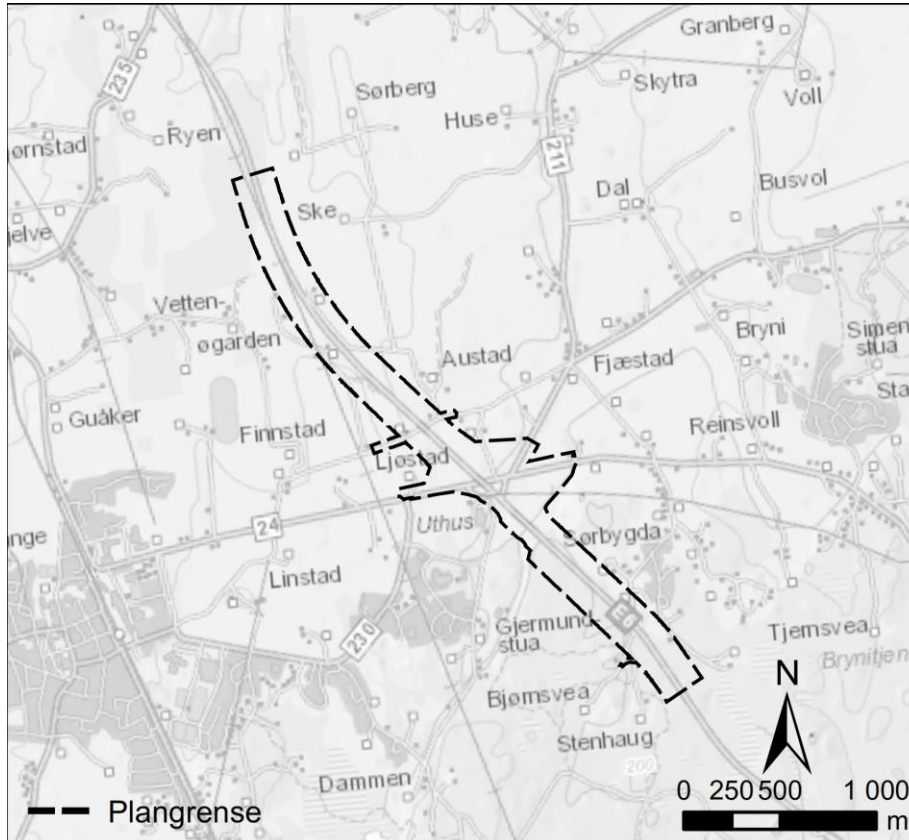 Granberg
Skytra
Voll
235
Sørberg
Huse
Ryen
ørnstad
211
Dal
Busvol
Ske
jelve
Vetten-
øgarden
Bryni
Simen
stua
Austad
Fjæstad
Sta
Guåker
Finnstad
Reinsvoll
Ljøstad
24
Uthus
Sørbygda
nge
Linstad
230
E6
Gjermund
stua
Tjernsvea
Brynitjen
Bjørnsvea
Stenhaug
200
Dammen
N
0 250 500 1 000
m
Plangrense